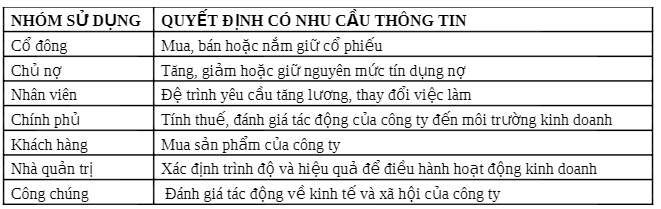 NHÓM SỬ DỤNG QUYẾT ĐỊNH CÓ NHU CẦU THÔNG TIN
Cổ đông Mua, bán hoặc nắm giữ cổ phiếu
Chủ nợ Tăng, giảm hoặc giữ nguyên mức tín dụng nợ
Nhân viên Đệ trình yêu cầu tăng lương, thay đổi việc làm
Chính phủ Tính thuế, đánh giá tác động của công ty đến môi trường kinh doanh
Khách hàng Mua sản phẩm của công ty
Nhà quản trị Xác định trình độ và hiệu quả để điều hành hoạt động kinh doanh
Công chúng Đánh giá tác động về kinh tế và xã hội của công ty